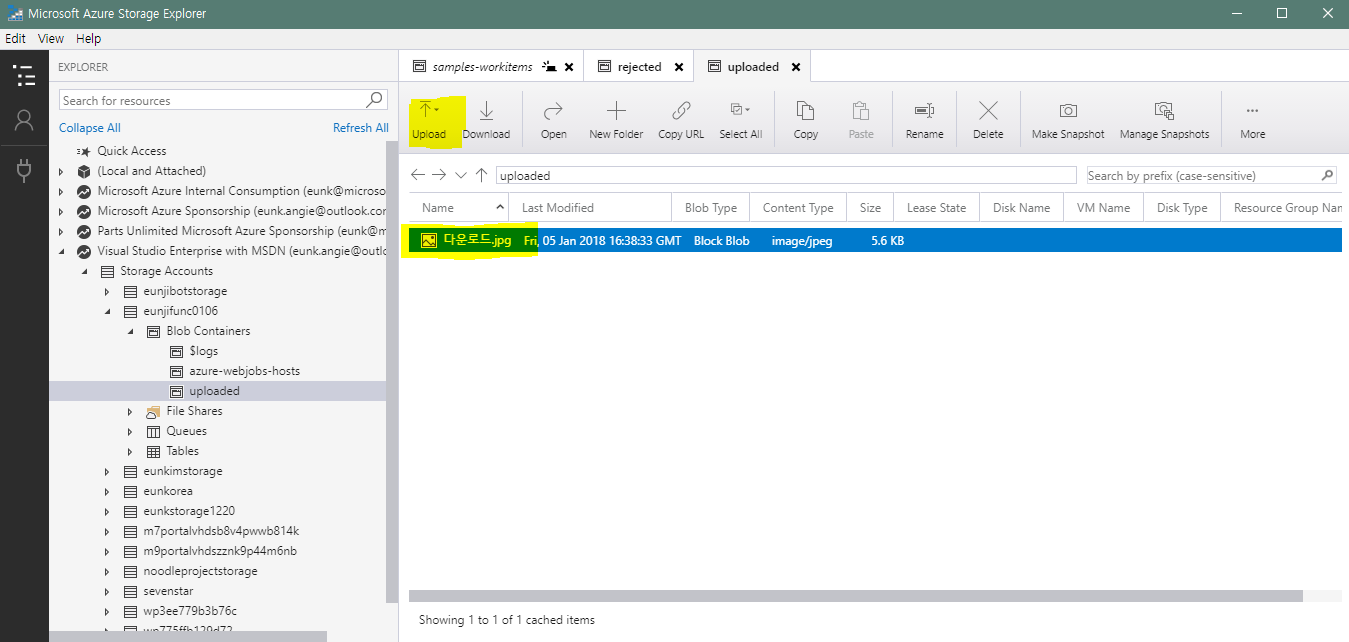 Microsoft Azure Storage Explorer
Edit View Help
EXPLORER
Search for resources
Collapse All Refresh All
Quick Access
(Local and Attached)
Microsoft Azure Internal Consumption (eunk@microso
Microsoft Azure Sponsorship (eunk.angie@outlook.com
Parts Unlimited Microsoft Azure Sponsorship (eunk@m
Visual Studio Enterprise with MSDN (eunk.angie@outlo
Storage Accounts
eunjibotstorage
eunjifunc0106
Blob Containers
$logs
azure-webjobs-hosts
uploaded
File Shares
Queues
Tables
eunkimstorage
eunkorea
eunkstorage1220
m7portalvhdsb8v4pwwb814k
m9portalvhdszznk9p44m6nb
noodleprojectstorage
sevenstar
wp3ee779b3b76c
wp775ffb129d72
samples-workitems rejected uploaded
Upload Download Open New Folder Copy URL Select All Copy Paste Rename Delete Make Snapshot Manage Snapshots More
uploaded Search by prefix (case-sensitive)
Name Last Modified Blob Type Content Type Size Lease State Disk Name VM Name Disk Type Resource Group Nam
다운로드.jpg Fri, 05 Jan 2018 16:38:33 GMT Block Blob image/jpeg 5.6 KB
Showing 1 to 1 of 1 cached items